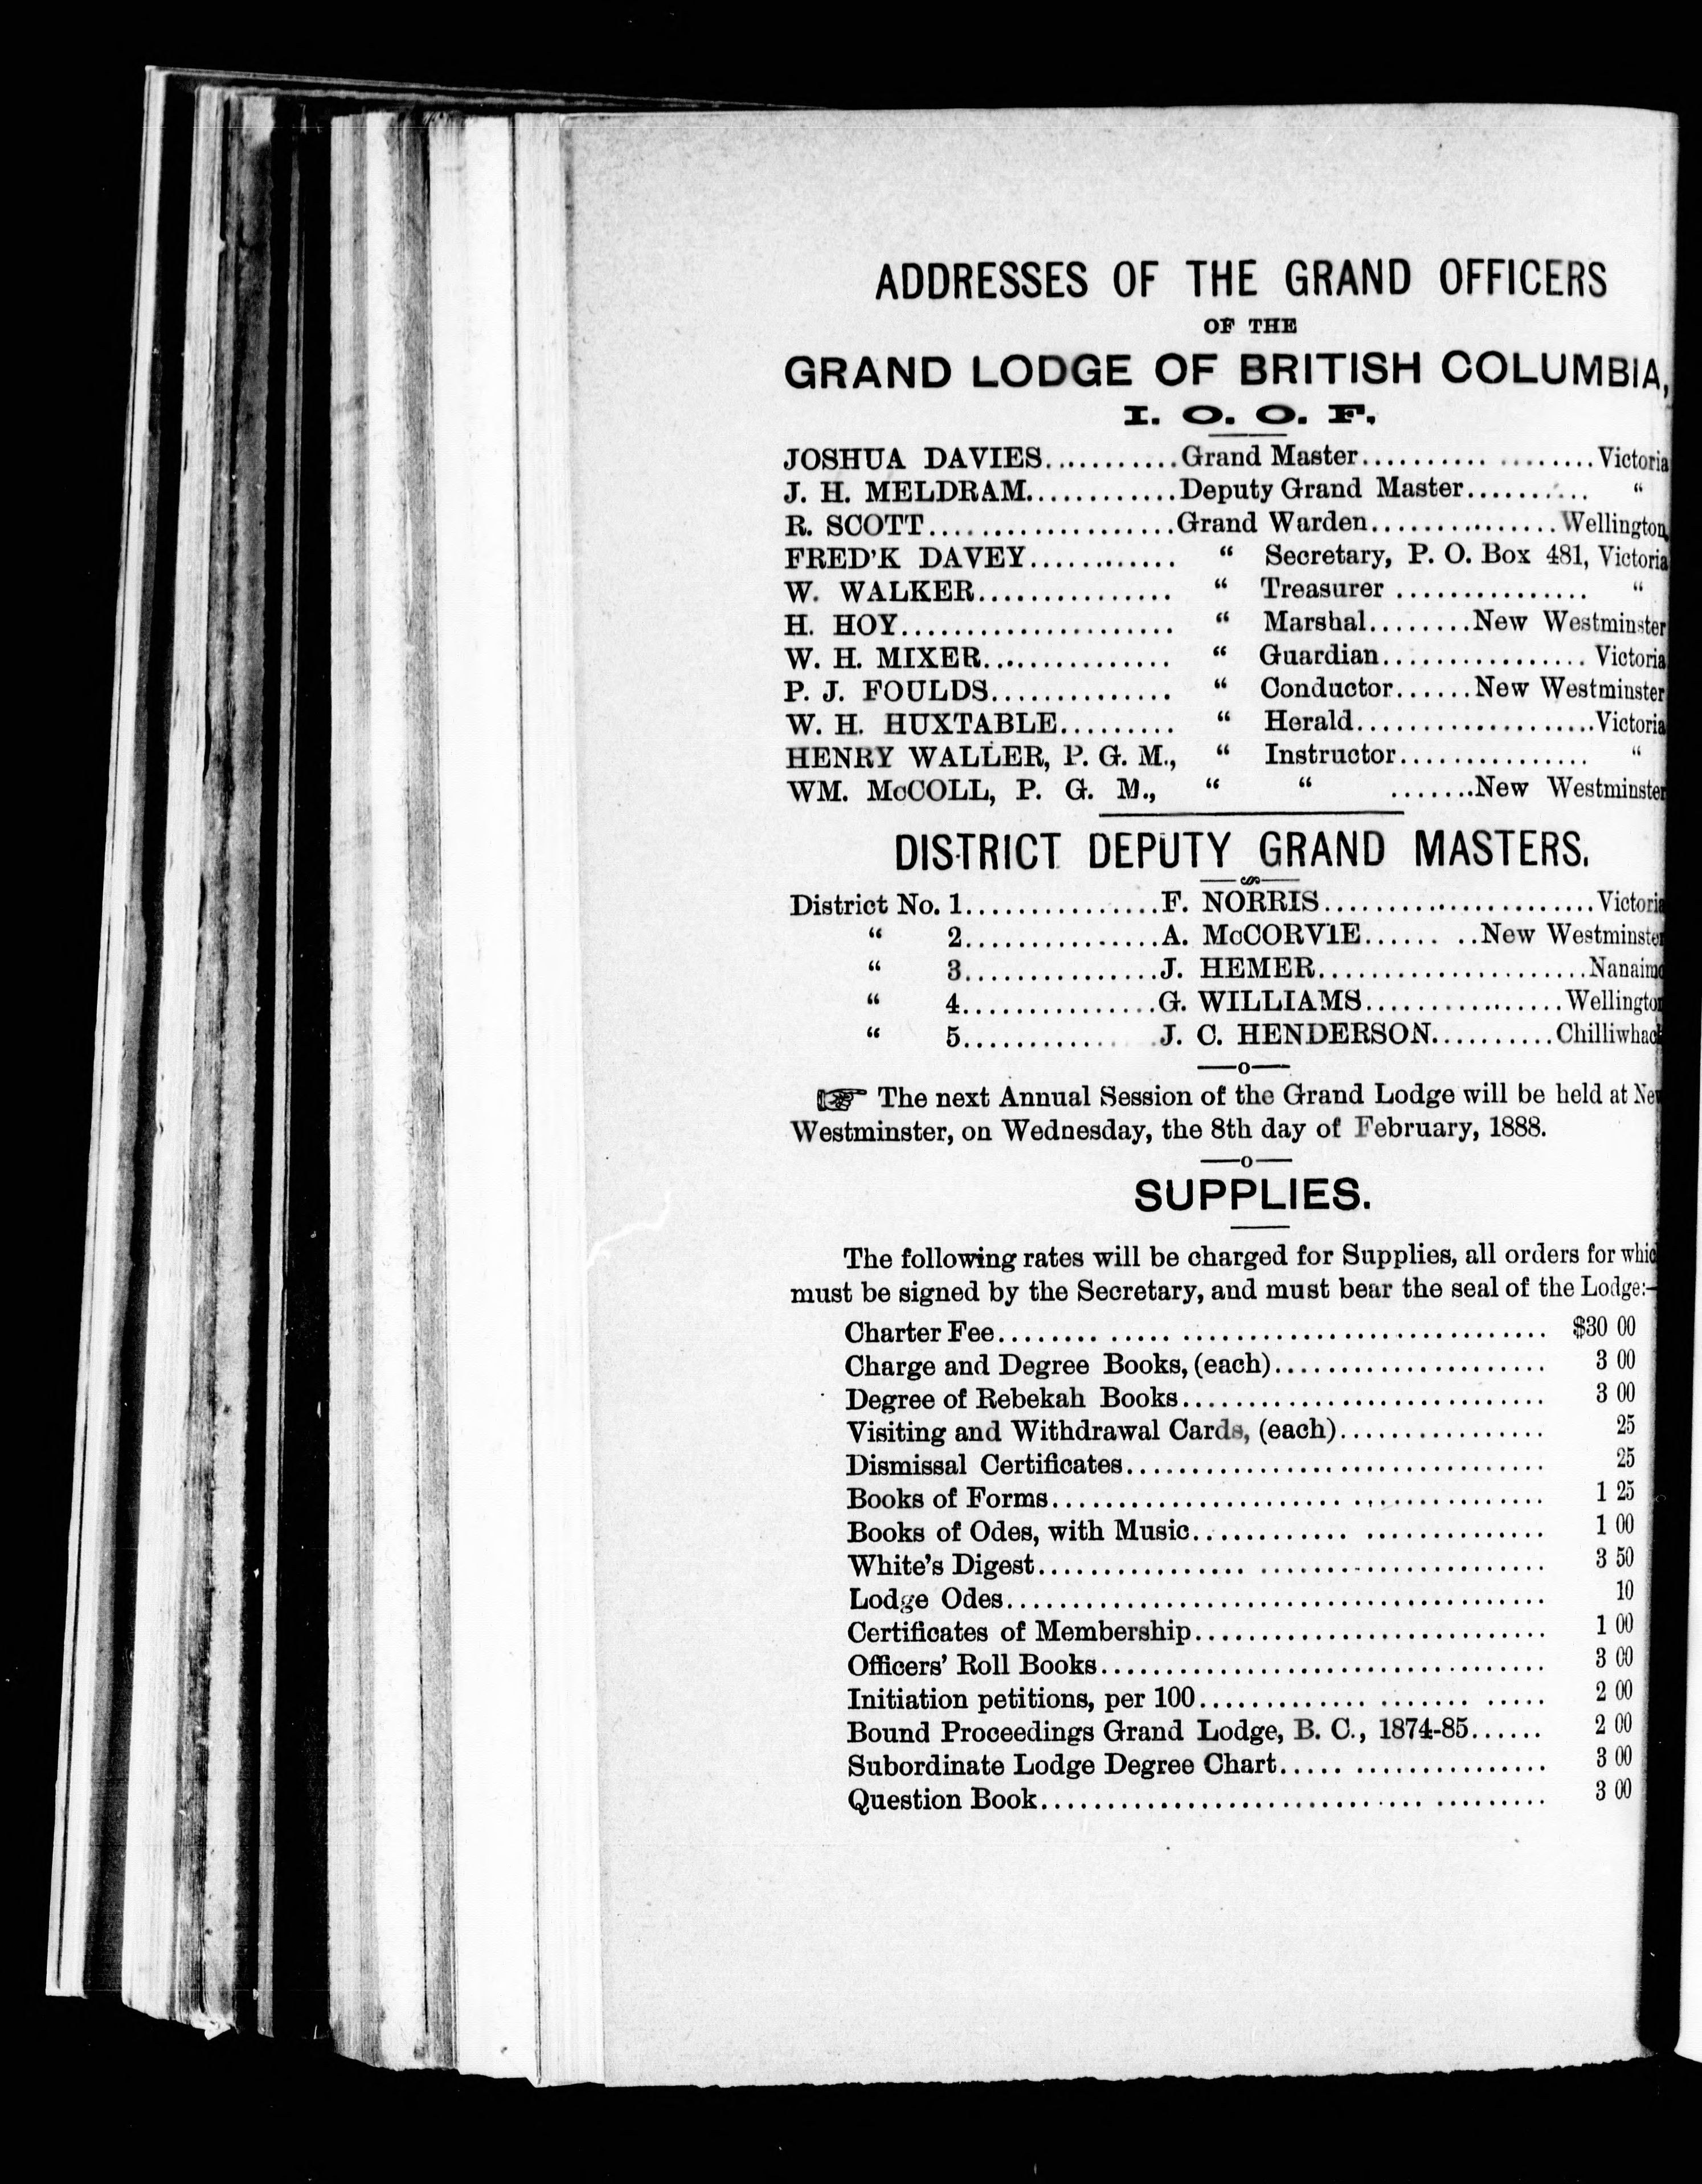 ADDRESSES OF THE GRAND OFFICERS
OF THE
GRAND LODGE OF BRITISH COLUMBIA,
I. O. O. F.
JOSHUA DAVIES...........Grand Master.......... ........Victoria
J. H. MELDRAM............Deputy Grand Master.......... "
R. SCOTT...................Grand Warden...............Wellington,
FRED'K DAVEY............ " Secretary, P. O. Box 481, Victoria
W. WALKER............... " Treasurer ............... "
H. HOY..................... " Marshal........New Westminster
W. H. MIXER............... " Guardian................ Victoria
P. J. FOULDS.............. " Conductor......New Westminster
W. H. HUXTABLE......... " Herald...................Victoria
HENRY WALLER, P. G. M., " Instructor............... "
WM. McCOLL, P. G. M., " " .......New Westminster
DISTRICT DEPUTY GRAND MASTERS.
District No. 1...............F. NORRIS......................Victoria
" 2...............A. McCORVIE...... ..New Westminster
" 3...............J. HEMER......................Nanaimo
" 4...............G. WILLIAMS................Wellington
" 5...............J. C. HENDERSON..........Chilliwhack
—o—
☞ The next Annual Session of the Grand Lodge will be held at New
Westminster, on Wednesday, the 8th day of February, 1888.
—o—
SUPPLIES.
The following rates will be charged for Supplies, all orders for which
must be signed by the Secretary, and must bear the seal of the Lodge:—
Charter Fee........ ..... ............................ $30 00
Charge and Degree Books, (each)..................... 3 00
Degree of Rebekah Books............................ 3 00
Visiting and Withdrawal Cards, (each)................ 25
Dismissal Certificates................................ 25
Books of Forms...................... ............... 1 25
Books of Odes, with Music............ .............. 1 00
White's Digest................ ...................... 3 50
Lodge Odes......................................... 10
Certificates of Membership........................... 1 00
Officers' Roll Books.................................. 3 00
Initiation petitions, per 100............. ....... ..... 2 00
Bound Proceedings Grand Lodge, B. C., 1874-85...... 2 00
Subordinate Lodge Degree Chart..... ............... 3 00
Question Book............................. ......... 3 00